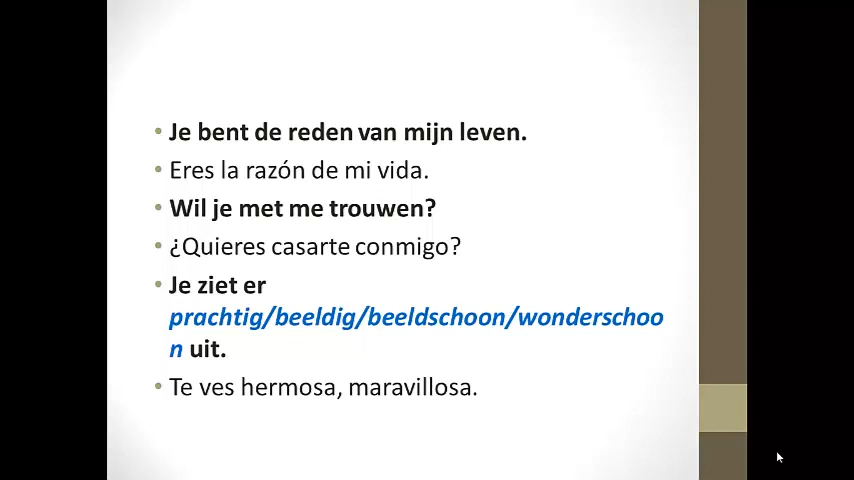 • Je bent de reden van mijn leven.
• Eres la razón de mi vida.
• Wil je met me trouwen?
• ¿Quieres casarte conmigo?
• Je ziet er
prachtig/beeldig/beeldschoon/wonderschoo
n uit.
• Te ves hermosa, maravillosa.